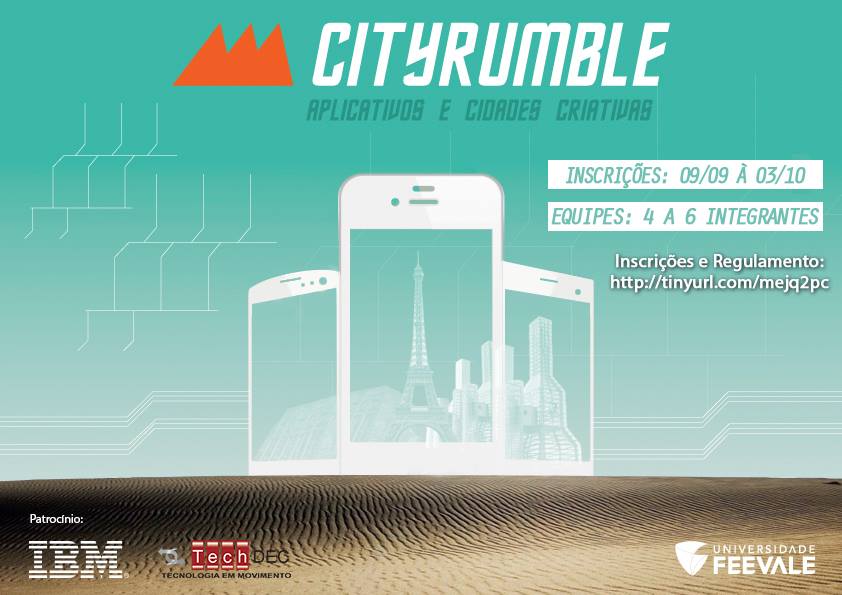 CITYRUMBLE
APLICATIVOS E CIDADES CRIATIVAS
INSCRIÇÕES: 09/09 À 03/10
EQUIPES: 4 A 6 INTEGRANTES
Inscrições e Regulamento:
http://tinyurl.com/mejq2pc
Patrocínio:
IBM
TechDEC
TECNOLOGIA EM MOVIMENTO
UNIVERSIDADE
FEEVALE